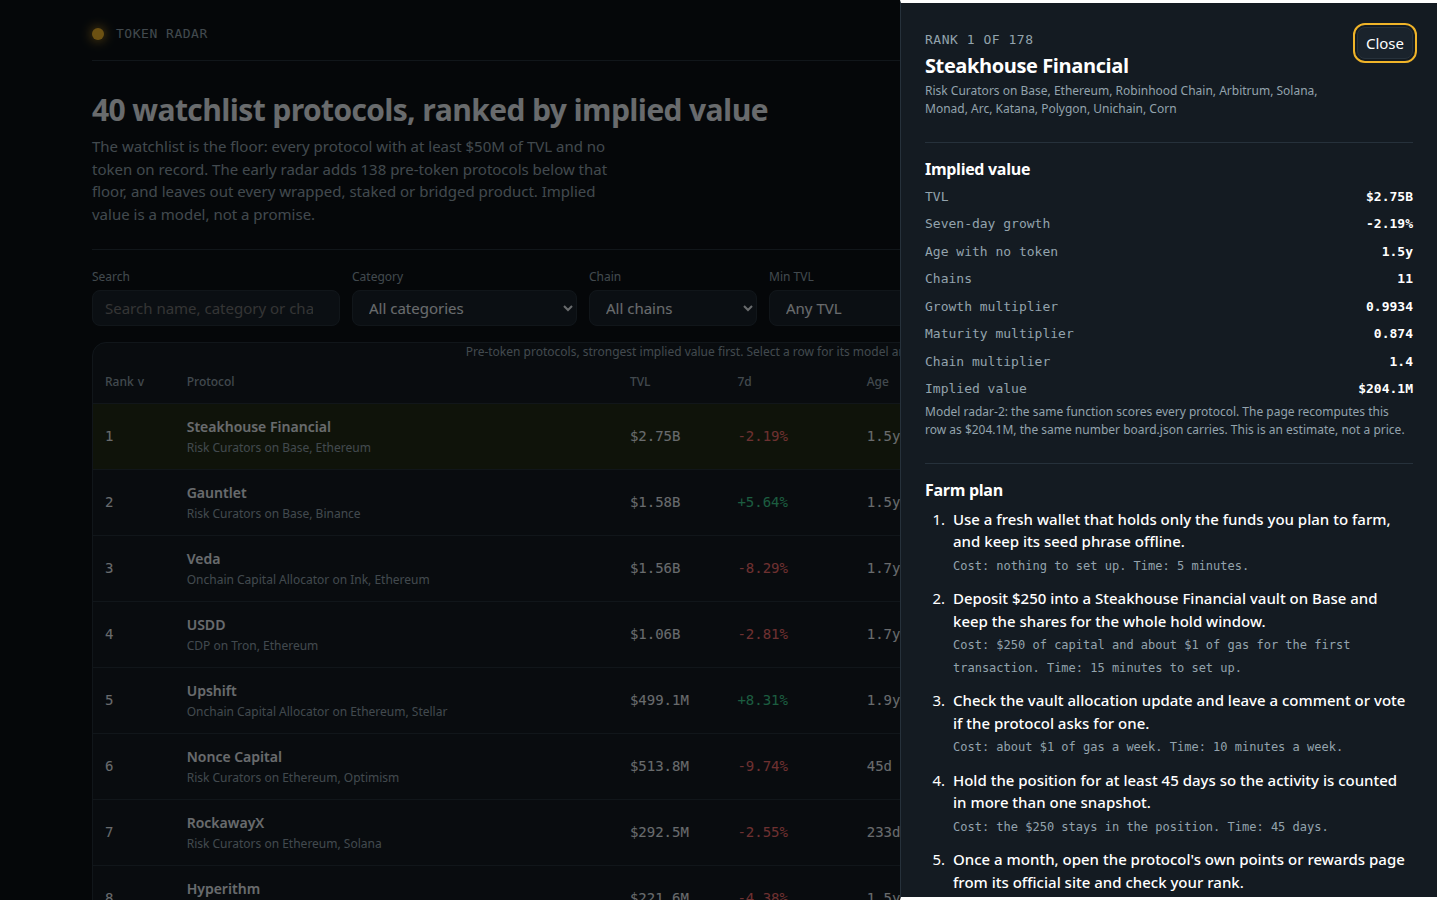 TOKEN RADAR
40 watchlist protocols, ranked by implied value
The watchlist is the floor: every protocol with at least $50M of TVL and no
token on record. The early radar adds 138 pre-token protocols below that
floor, and leaves out every wrapped, staked or bridged product. Implied
value is a model, not a promise.
Search
Category
Chain
Min TVL
Search name, category or cha
All categories
All chains
Any TVL
Pre-token protocols, strongest implied value first. Select a row for its model a
Rank v
Protocol
TVL
7d
Age
1
Steakhouse Financial
Risk Curators on Base, Ethereum
$2.75B
-2.19%
1.5y
2
Gauntlet
Risk Curators on Base, Binance
$1.58B
+5.64%
1.5y
3
Veda
Onchain Capital Allocator on Ink, Ethereum
$1.56B
-8.29%
1.7y
4
USDD
CDP on Tron, Ethereum
$1.06B
-2.81%
1.7y
5
Upshift
Onchain Capital Allocator on Ethereum, Stellar
$499.1M
+8.31%
1.9y
6
Nonce Capital
Risk Curators on Ethereum, Optimism
$513.8M
-9.74%
45d
7
RockawayX
Risk Curators on Ethereum, Solana
$292.5M
-2.55%
233d
8
Hyperithm
$221.6M
-4.38%
1.5y
RANK 1 OF 178
Close
Steakhouse Financial
Risk Curators on Base, Ethereum, Robinhood Chain, Arbitrum, Solana,
Monad, Arc, Katana, Polygon, Unichain, Corn
Implied value
TVL $2.75B
Seven-day growth -2.19%
Age with no token 1.5y
Chains 11
Growth multiplier 0.9934
Maturity multiplier 0.874
Chain multiplier 1.4
Implied value $204.1M
Model radar-2: the same function scores every protocol. The page recomputes this
row as $204.1M, the same number board.json carries. This is an estimate, not a price.
Farm plan
1. Use a fresh wallet that holds only the funds you plan to farm,
and keep its seed phrase offline.
Cost: nothing to set up. Time: 5 minutes.
2. Deposit $250 into a Steakhouse Financial vault on Base and
keep the shares for the whole hold window.
Cost: $250 of capital and about $1 of gas for the first
transaction. Time: 15 minutes to set up.
3. Check the vault allocation update and leave a comment or vote
if the protocol asks for one.
Cost: about $1 of gas a week. Time: 10 minutes a week.
4. Hold the position for at least 45 days so the activity is counted
in more than one snapshot.
Cost: the $250 stays in the position. Time: 45 days.
5. Once a month, open the protocol's own points or rewards page
from its official site and check your rank.